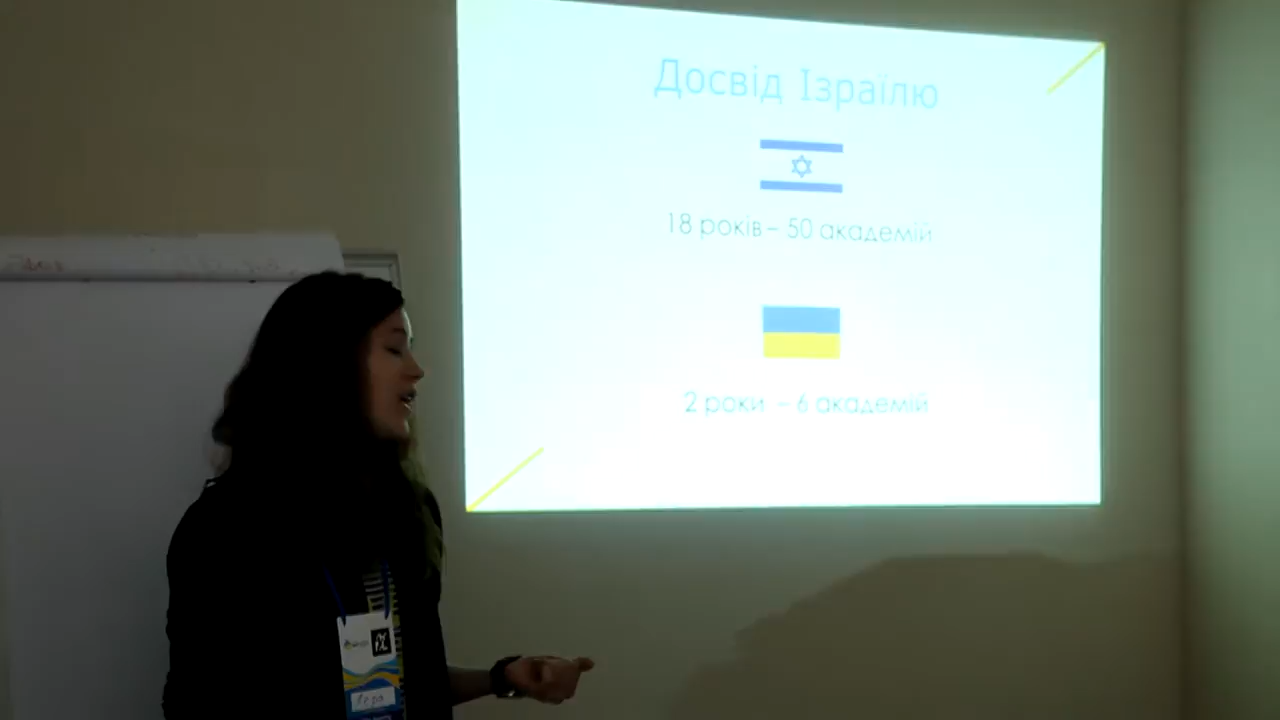 Досвід Ізраїлю
18 років – 50 академій
2 роки – 6 академій